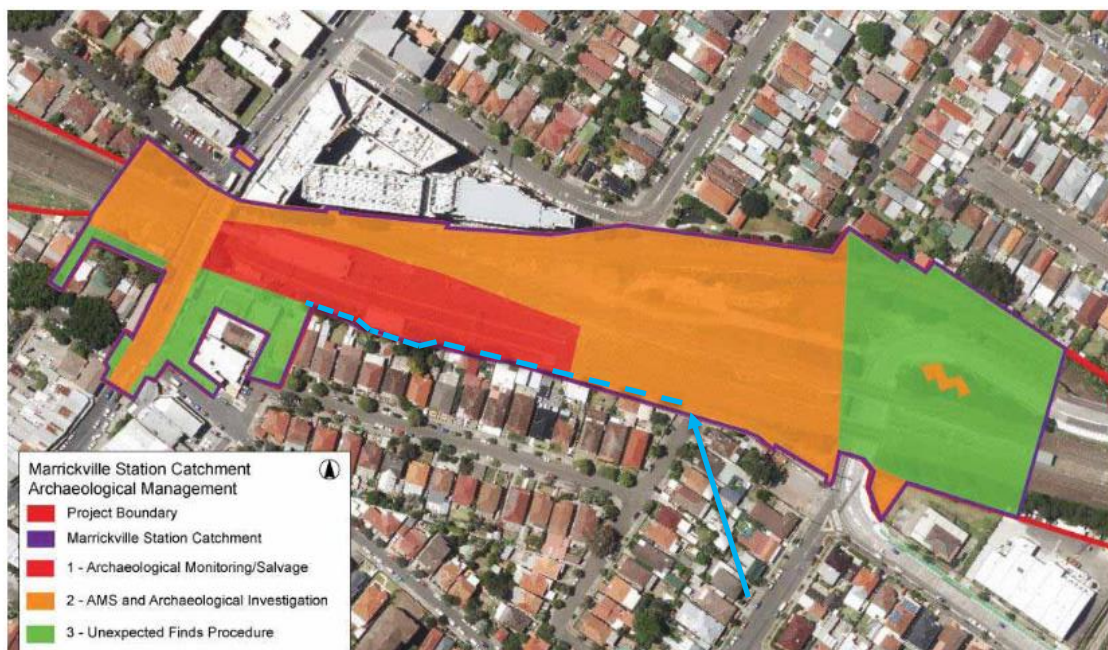 Marrickville Station Catchment
Archaeological Management
Project Boundary
Marrickville Station Catchment
1 - Archaeological Monitoring/Salvage
2 - AMS and Archaeological Investigation
3 - Unexpected Finds Procedure